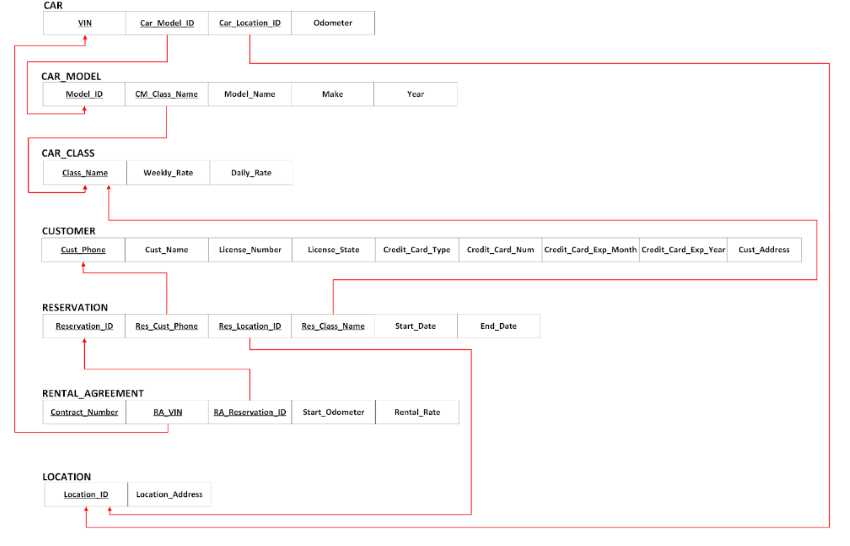 CAR
VIN Car_Model_ID Car_Location_ID Odometer
CAR_MODEL
Model_ID CM_Class_Name Model_Name Make Year
CAR_CLASS
Class_Name Weekly_Rate Daily_Rate
CUSTOMER
Cust_Phone Cust_Name License_Number License_State Credit_Card_Type Credit_Card_Num Credit_Card_Exp_Month Credit_Card_Exp_Year Cust_Address
RESERVATION
Reservation_ID Res_Cust_Phone Res_Location_ID Res_Class_Name Start_Date End_Date
RENTAL_AGREEMENT
Contract_Number RA_VIN RA_Reservation_ID Start_Odometer Rental_Rate
LOCATION
Location_ID Location_Address